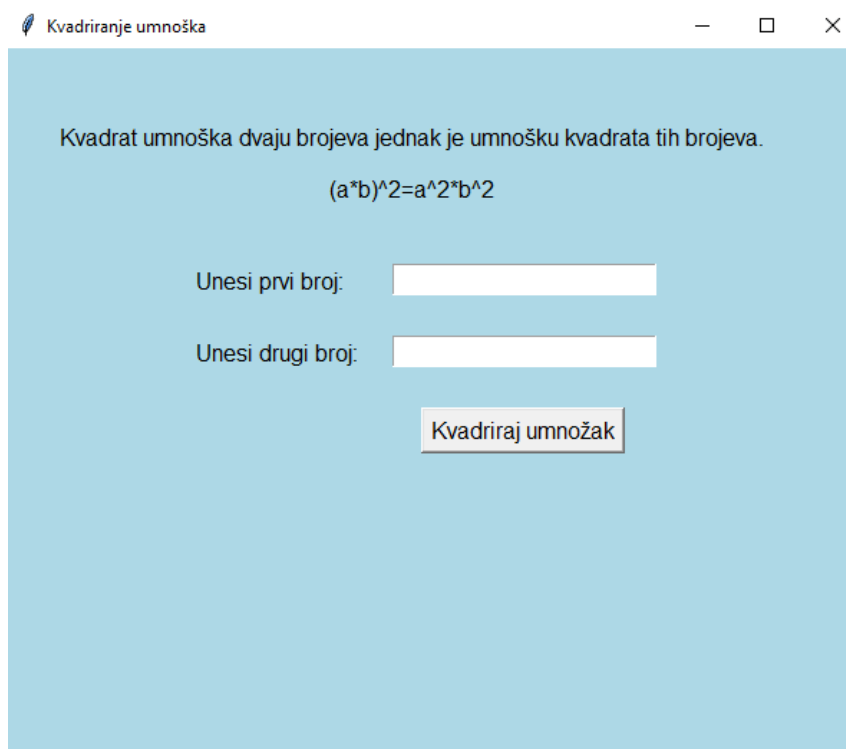 Kvadriranje umnoška
Kvadrat umnoška dvaju brojeva jednak je umnošku kvadrata tih brojeva.
(a*b)^2=a^2*b^2
Unesi prvi broj:
Unesi drugi broj:
Kvadriraj umnožak